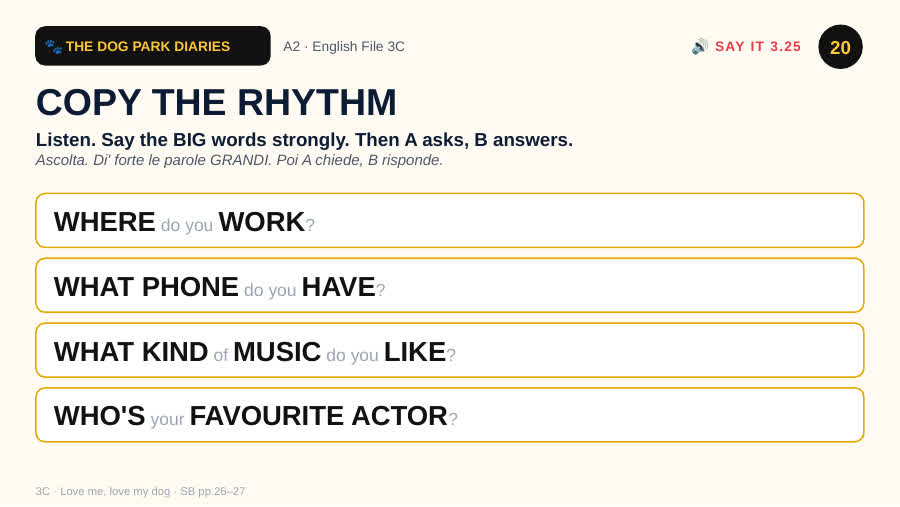 THE DOG PARK DIARIES
A2 · English File 3C
SAY IT 3.25
20
COPY THE RHYTHM
Listen. Say the BIG words strongly. Then A asks, B answers.
Ascolta. Di' forte le parole GRANDI. Poi A chiede, B risponde.
WHERE do you WORK?
WHAT PHONE do you HAVE?
WHAT KIND of MUSIC do you LIKE?
WHO'S your FAVOURITE ACTOR?
3C · Love me, love my dog · SB pp.26–27